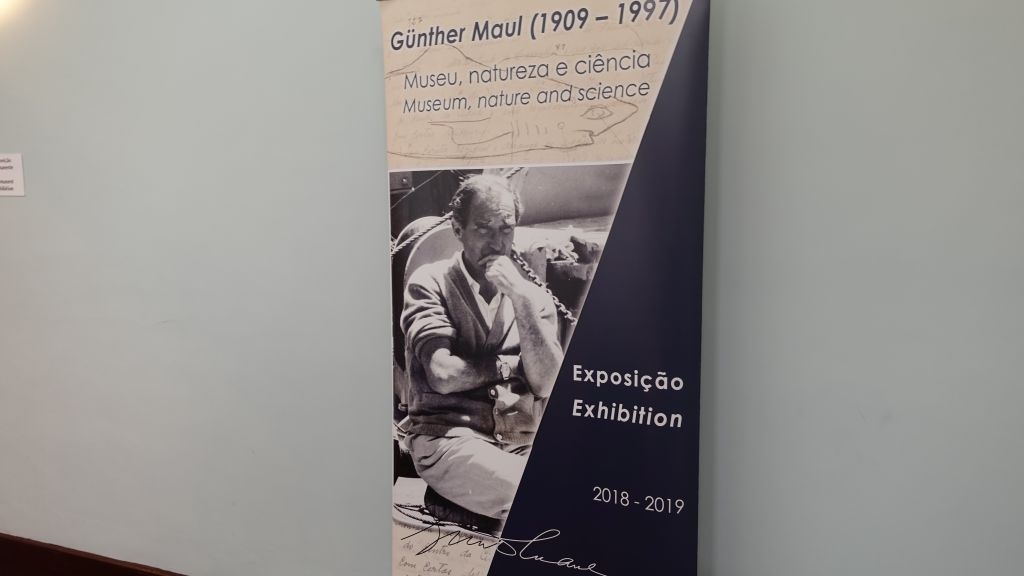 Günther Maul (1909 – 1997)
Museu, natureza e ciência
Museum, nature and science
Exposição
Exhibition
2018 - 2019